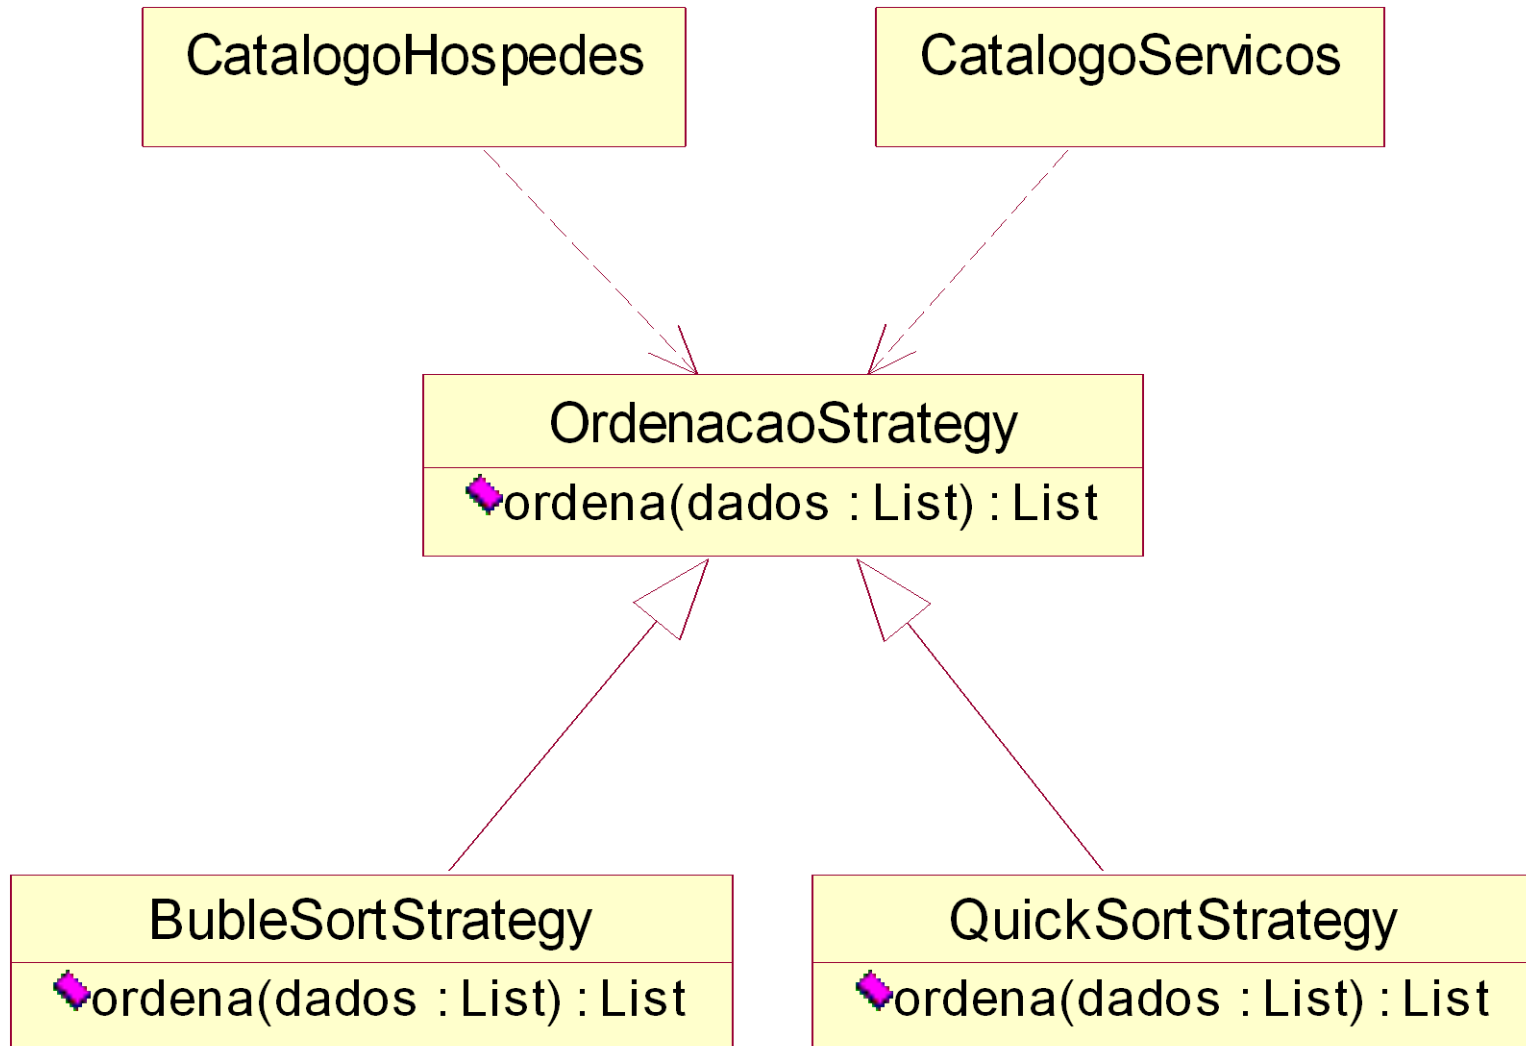 CatalogoHospedes
CatalogoServicos
OrdenacaoStrategy
ordena(dados : List) : List
BubleSortStrategy
ordena(dados : List) : List
QuickSortStrategy
ordena(dados : List) : List